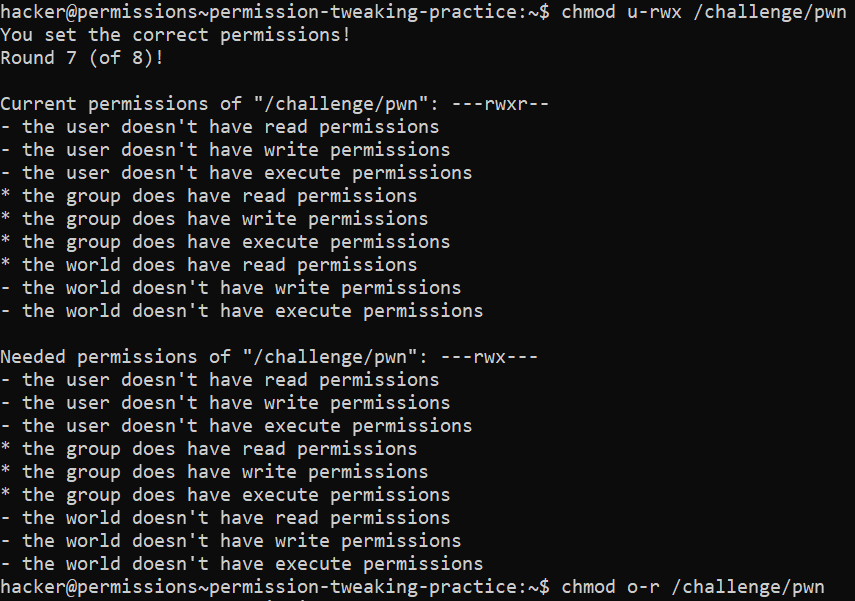 hacker@permissions~permission-tweaking-practice:~$ chmod u-rwx /challenge/pwn
You set the correct permissions!
Round 7 (of 8)!

Current permissions of "/challenge/pwn": ---rwxr--
- the user doesn't have read permissions
- the user doesn't have write permissions
- the user doesn't have execute permissions
* the group does have read permissions
* the group does have write permissions
* the group does have execute permissions
* the world does have read permissions
- the world doesn't have write permissions
- the world doesn't have execute permissions

Needed permissions of "/challenge/pwn": ---rwx---
- the user doesn't have read permissions
- the user doesn't have write permissions
- the user doesn't have execute permissions
* the group does have read permissions
* the group does have write permissions
* the group does have execute permissions
- the world doesn't have read permissions
- the world doesn't have write permissions
- the world doesn't have execute permissions
hacker@permissions~permission-tweaking-practice:~$ chmod o-r /challenge/pwn